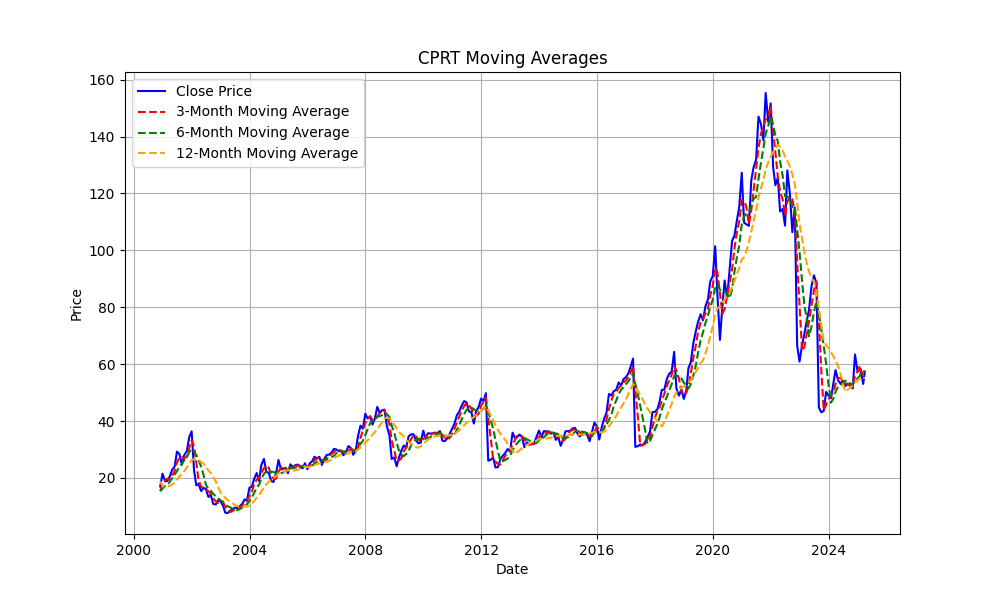 CPRT Moving Averages
Close Price
3-Month Moving Average
6-Month Moving Average
12-Month Moving Average
Price
160
140
120
100
80
60
40
20
2000 2004 2008 2012 2016 2020 2024
Date